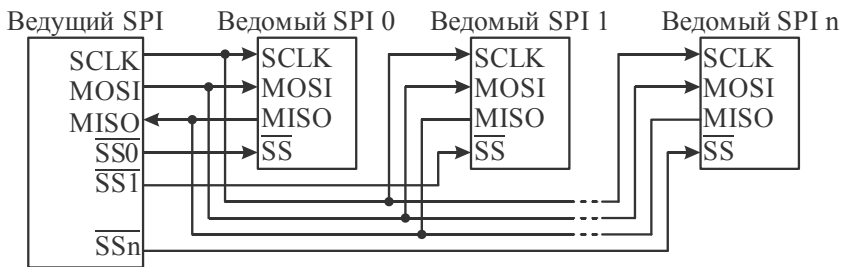 Ведущий SPI
SCLK
MOSI
MISO
SS0
SS1
SSn
Ведомый SPI 0
SCLK
MOSI
MISO
SS
Ведомый SPI 1
SCLK
MOSI
MISO
SS
Ведомый SPI n
SCLK
MOSI
MISO
SS